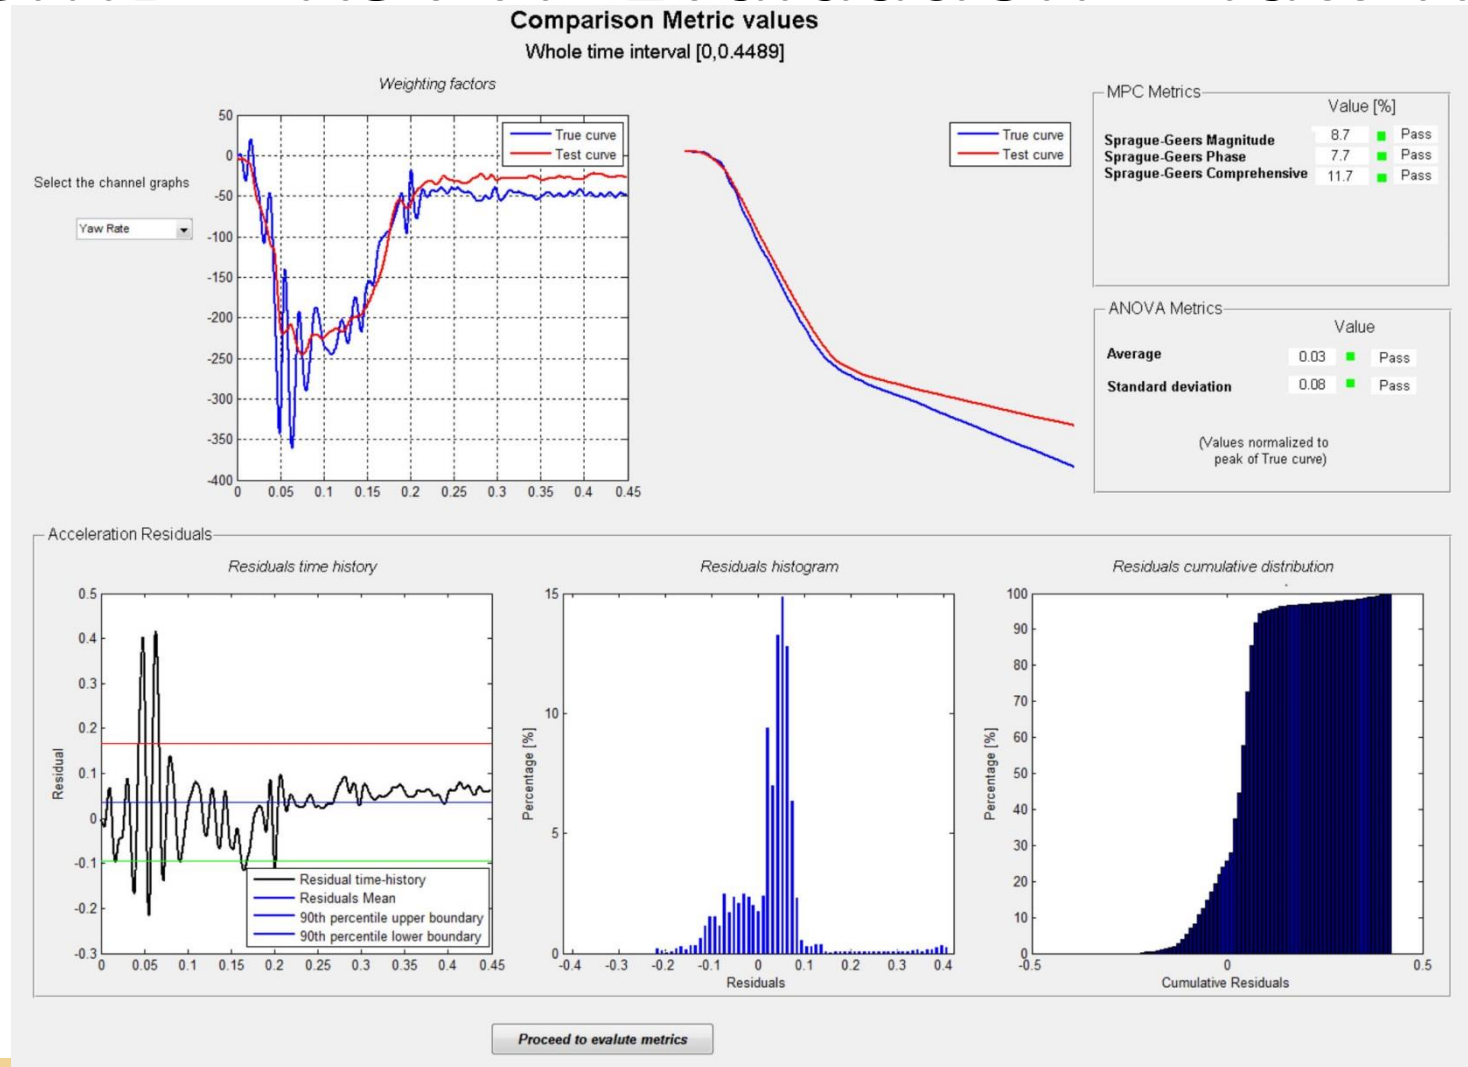 Comparison Metric values
Whole time interval [0,0.4489]
Weighting factors
Select the channel graphs
Yaw Rate
50
0
-50
-100
-150
-200
-250
-300
-350
-400
0 0.05 0.1 0.15 0.2 0.25 0.3 0.35 0.4 0.45
True curve
Test curve
True curve
Test curve
MPC Metrics
Value [%]
Sprague-Geers Magnitude 8.7 Pass
Sprague-Geers Phase 7.7 Pass
Sprague-Geers Comprehensive 11.7 Pass
ANOVA Metrics
Value
Average 0.03 Pass
Standard deviation 0.08 Pass
(Values normalized to
peak of True curve)
Acceleration Residuals
Residuals time history
Residual
0.5
0.4
0.3
0.2
0.1
0
-0.1
-0.2
-0.3
0 0.05 0.1 0.15 0.2 0.25 0.3 0.35 0.4 0.45
Residual time-history
Residuals Mean
90th percentile upper boundary
90th percentile lower boundary
Residuals histogram
Percentage [%]
15
10
5
0
-0.4 -0.3 -0.2 -0.1 0 0.1 0.2 0.3 0.4
Residuals
Residuals cumulative distribution
Percentage [%]
100
90
80
70
60
50
40
30
20
10
0
-0.5 0 0.5
Cumulative Residuals
Proceed to evalute metrics